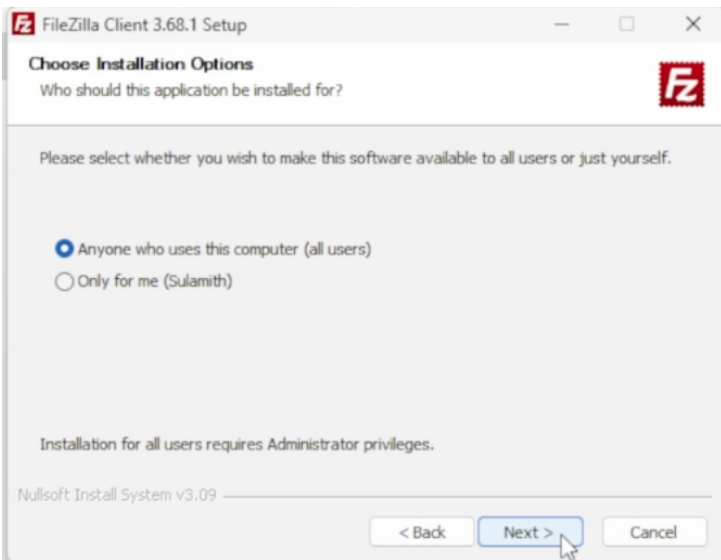 FileZilla Client 3.68.1 Setup
Choose Installation Options
Who should this application be installed for?
Fz
Please select whether you wish to make this software available to all users or just yourself.
Anyone who uses this computer (all users)
Only for me (Sulamith)
Installation for all users requires Administrator privileges.
Nullsoft Install System v3.09
< Back Next > Cancel